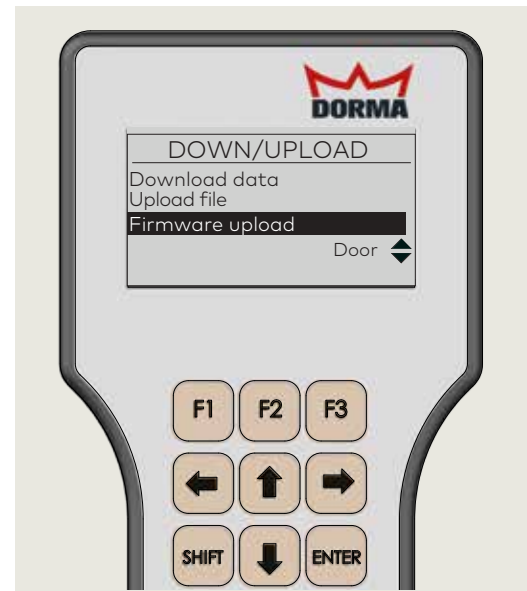 DORMA
DOWN/UPLOAD
Download data
Upload file
Firmware upload
Door
F1 F2 F3
SHIFT ENTER